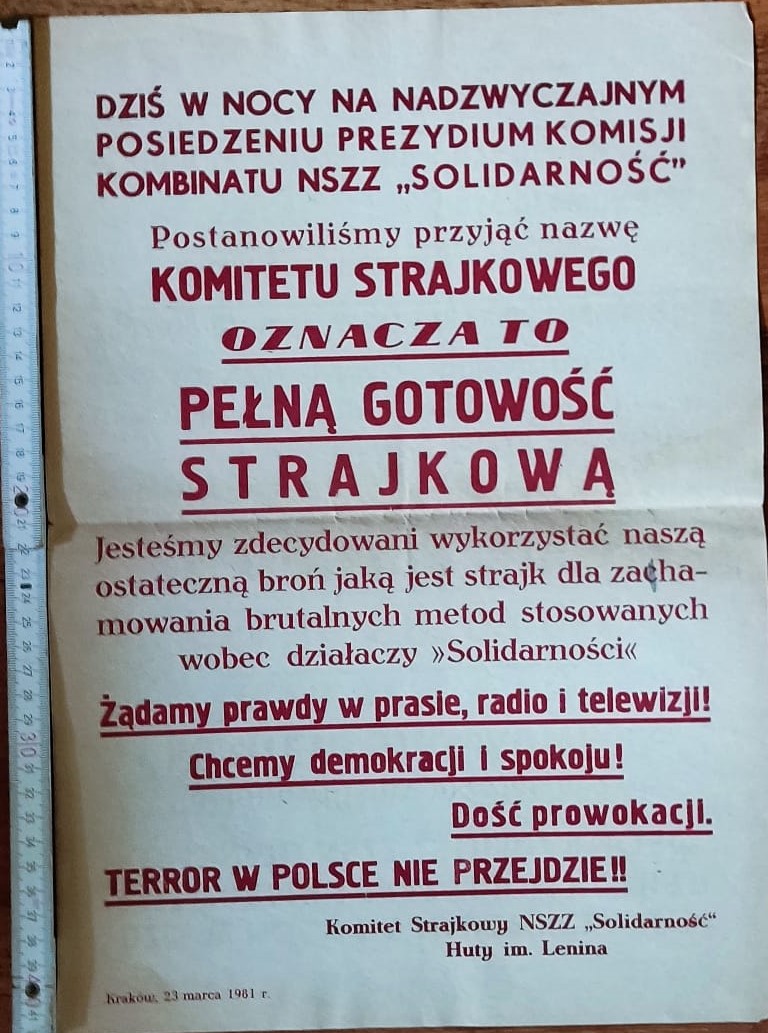 DZIŚ W NOCY NA NADZWYCZAJNYM
POSIEDZENIU PREZYDIUM KOMISJI
KOMBINATU NSZZ „SOLIDARNOŚĆ”
Postanowiliśmy przyjąć nazwę
KOMITETU STRAJKOWEGO
OZNACZA TO
PEŁNĄ GOTOWOŚĆ
STRAJKOWĄ
Jesteśmy zdecydowani wykorzystać naszą
ostateczną broń jaką jest strajk dla zacha-
mowania brutalnych metod stosowanych
wobec działaczy »Solidarności«
Żądamy prawdy w prasie, radio i telewizji!
Chcemy demokracji i spokoju!
Dość prowokacji.
TERROR W POLSCE NIE PRZEJDZIE!!
Komitet Strajkowy NSZZ „Solidarność“
Huty im. Lenina
Kraków, 23 marca 1981 r.